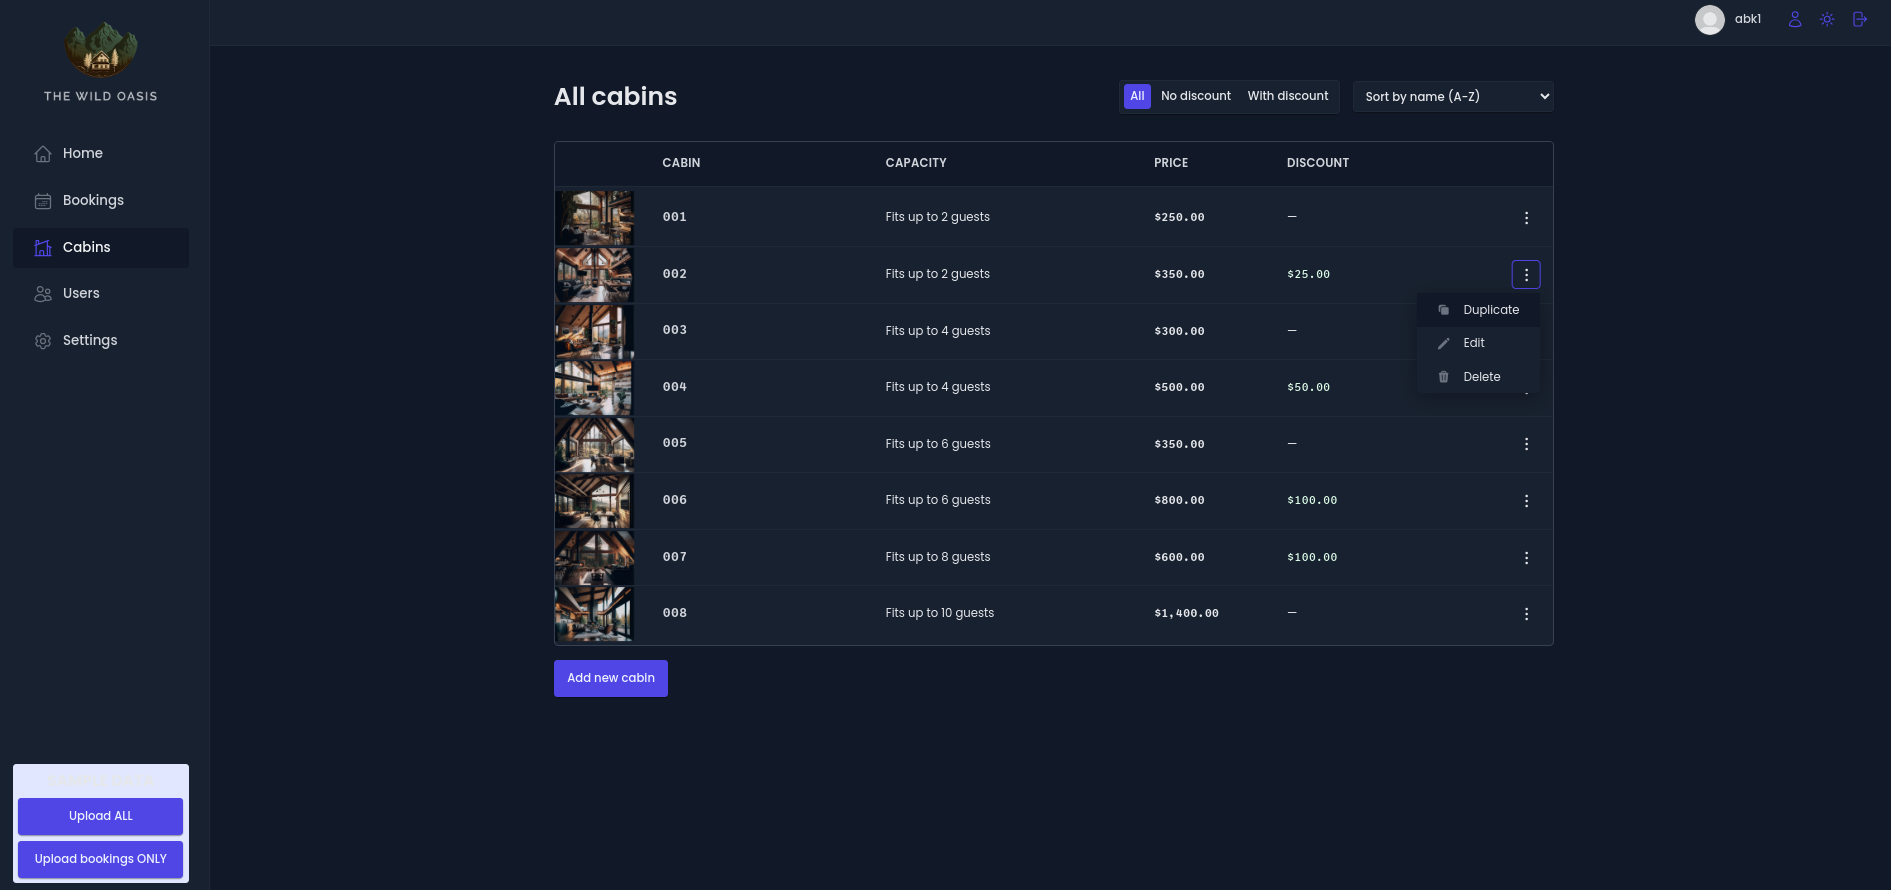 THE WILD OASIS
Home
Bookings
Cabins
Users
Settings
Upload ALL
Upload bookings ONLY
abk1
All cabins
All No discount With discount Sort by name (A-Z)
CABIN CAPACITY PRICE DISCOUNT
001 Fits up to 2 guests $250.00 —
002 Fits up to 2 guests $350.00 $25.00
003 Fits up to 4 guests $300.00 —
004 Fits up to 4 guests $500.00 $50.00
005 Fits up to 6 guests $350.00 —
006 Fits up to 6 guests $800.00 $100.00
007 Fits up to 8 guests $600.00 $100.00
008 Fits up to 10 guests $1,400.00 —
Duplicate
Edit
Delete
Add new cabin